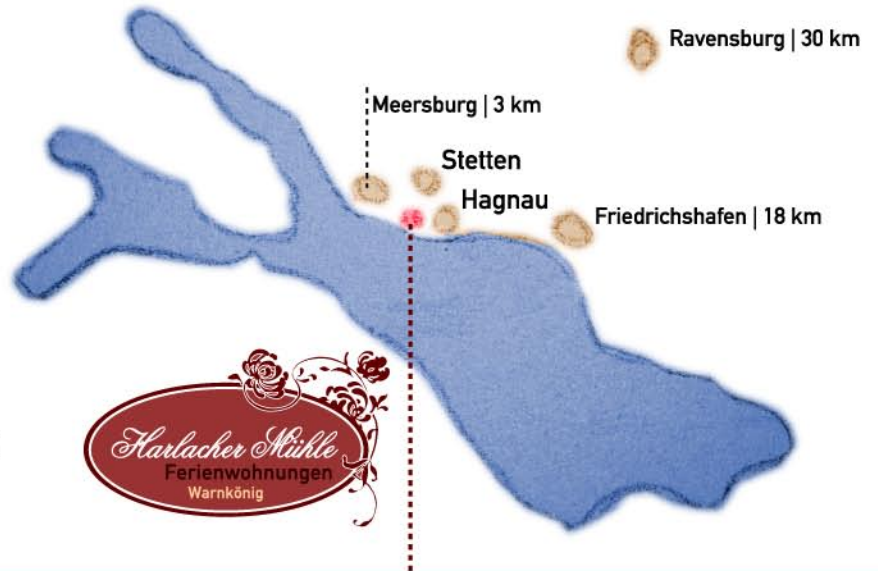 Ravensburg | 30 km
Meersburg | 3 km
Stetten
Hagnau
Friedrichshafen | 18 km
Harlacher Mühle
Ferienwohnungen
Warnkönig